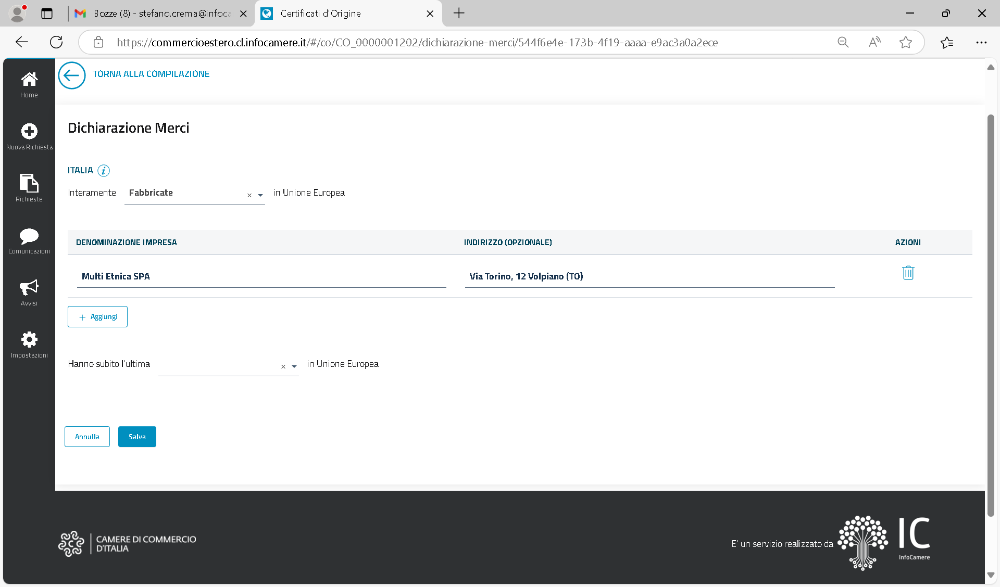 Bozze (8) - stefano.crema@infoca
Certificati d'Origine
https://commercioestero.cl.infocamere.it/#/co/CO_0000001202/dichiarazione-merci/544f6e4e-173b-4f19-aaaa-e9ac3a0a2ece
TORNA ALLA COMPILAZIONE
Home
Nuova Richiesta
Richieste
Comunicazioni
Avvisi
Impostazioni
Dichiarazione Merci
ITALIA i
Interamente Fabbricate × in Unione Europea
DENOMINAZIONE IMPRESA INDIRIZZO (OPZIONALE) AZIONI
Multi Etnica SPA Via Torino, 12 Volpiano (TO)
+ Aggiungi
Hanno subito l'ultima × in Unione Europea
Annulla Salva
CAMERE DI COMMERCIO
D'ITALIA
E' un servizio realizzato da
IC
InfoCamere